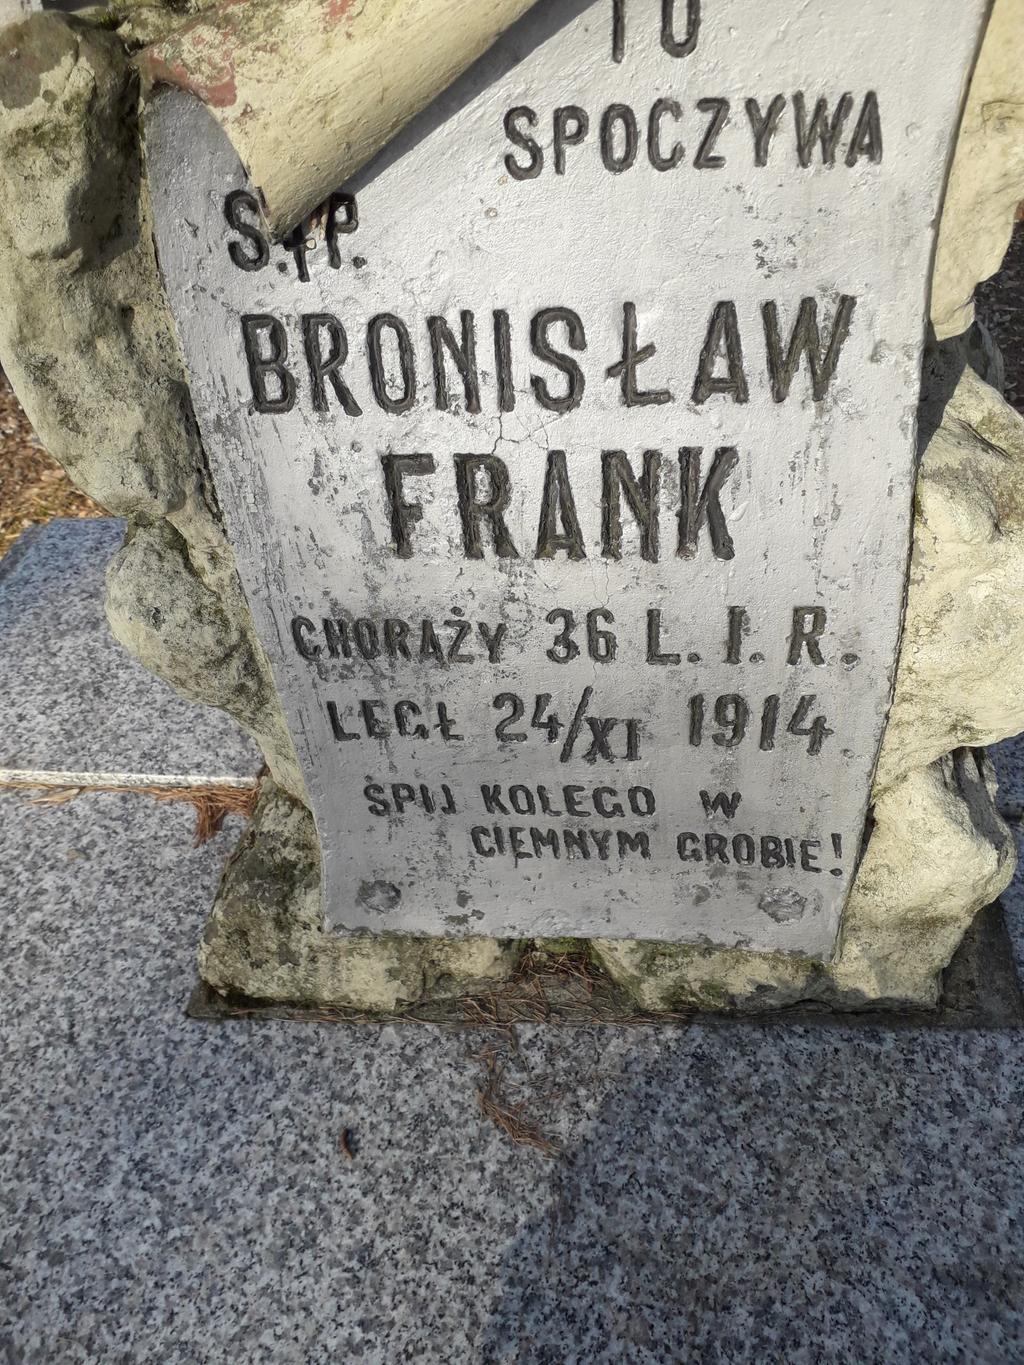 TU
SPOCZYWA
Ś.†P.
BRONISŁAW
FRANK
CHORĄŻY 36 L. I. R.
LEGŁ 24/XI 1914.
ŚPIJ KOLEGO W
CIEMNYM GROBIE!